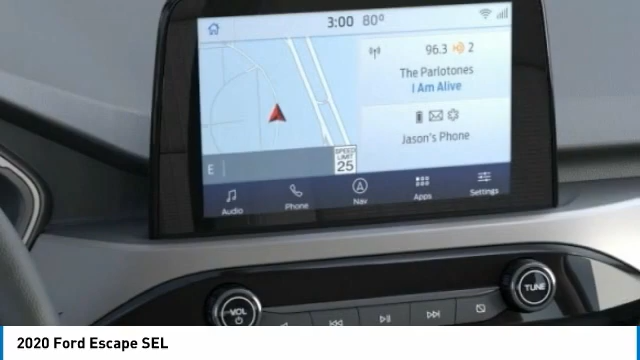 3:00 80°
96.3 HD 2
The Parlotones
I Am Alive
Jason's Phone
SPEED
LIMIT
25
E
Audio
Phone
Nav
Apps
Settings
VOL
TUNE
2020 Ford Escape SEL